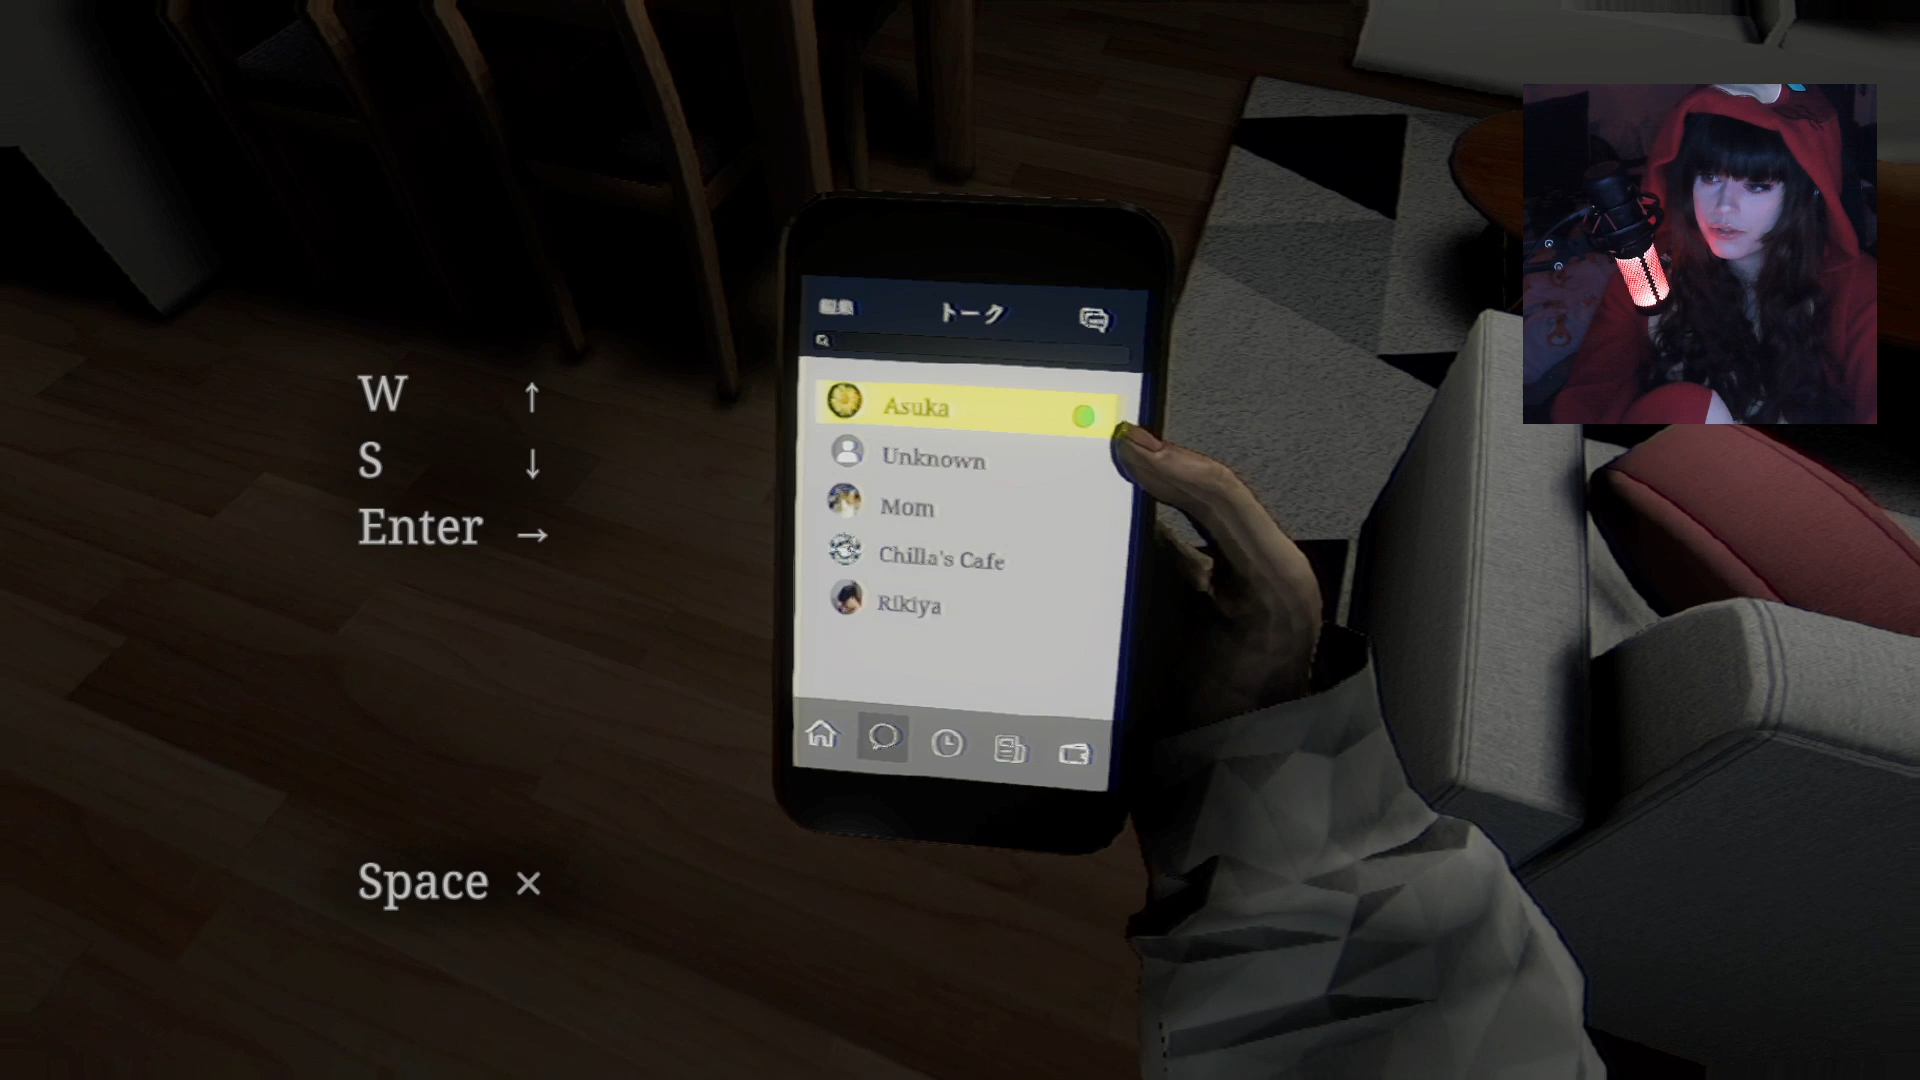 W ↑
S ↓
Enter →
Space ×
編集 トーク
Asuka
Unknown
Mom
Chilla's Cafe
Rikiya